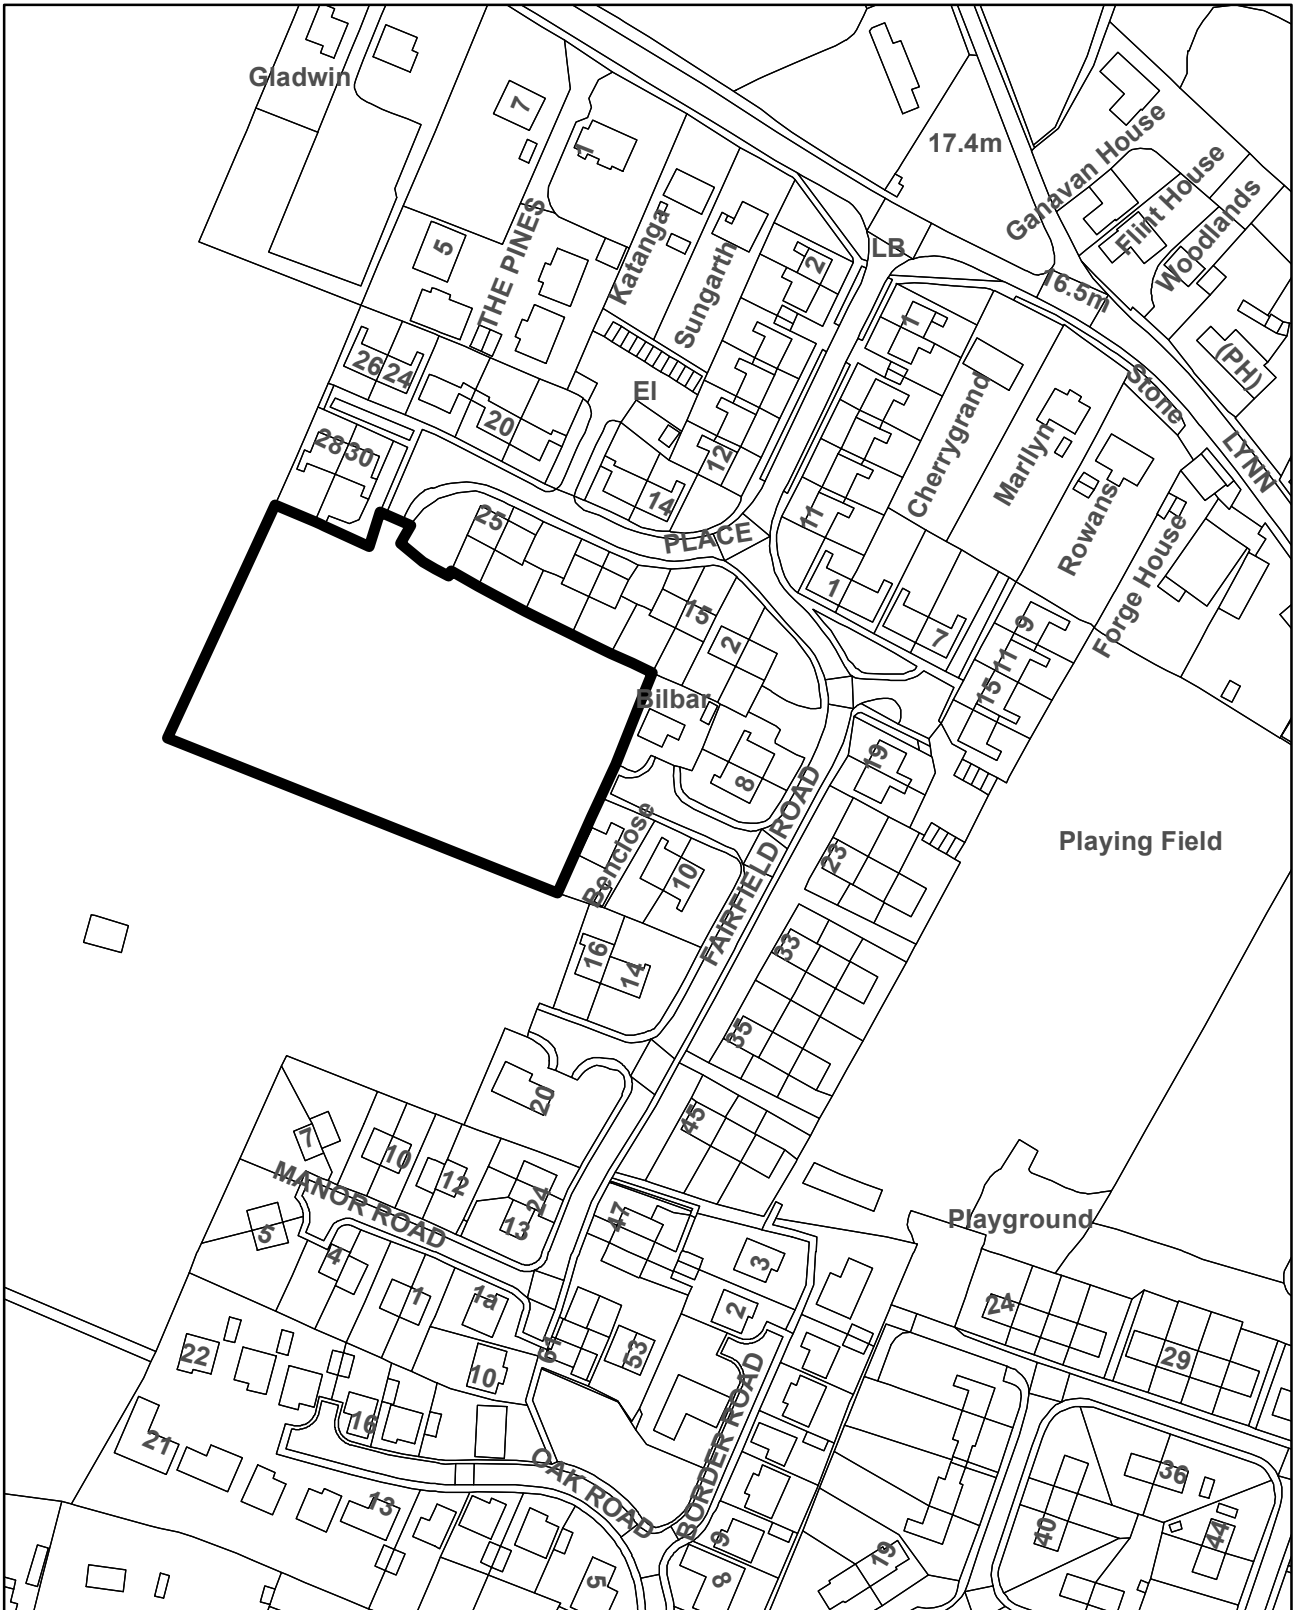 Gladwin
7
1
17.4m
Ganavan House
Flint House
Woodlands
5
THE PINES
Katanga
Sungarth
2
LB
16.5m
1
(PH)
26
24
El
Stone
LYNN
20
12
Cherrygrand
Marllyn
Rowans
28
30
14
25
PLACE
11
1
7
Forge House
9
11
15
15
2
Bilbar
19
8
FAIRFIELD ROAD
Benclose
10
23
Playing Field
16
14
33
35
20
45
7
10
12
24
13
MANOR ROAD
5
4
1
1a
47
3
2
Playground
24
29
22
10
61
53
16
21
13
OAK ROAD
BORDER ROAD
36
40
44
19
9
8
5